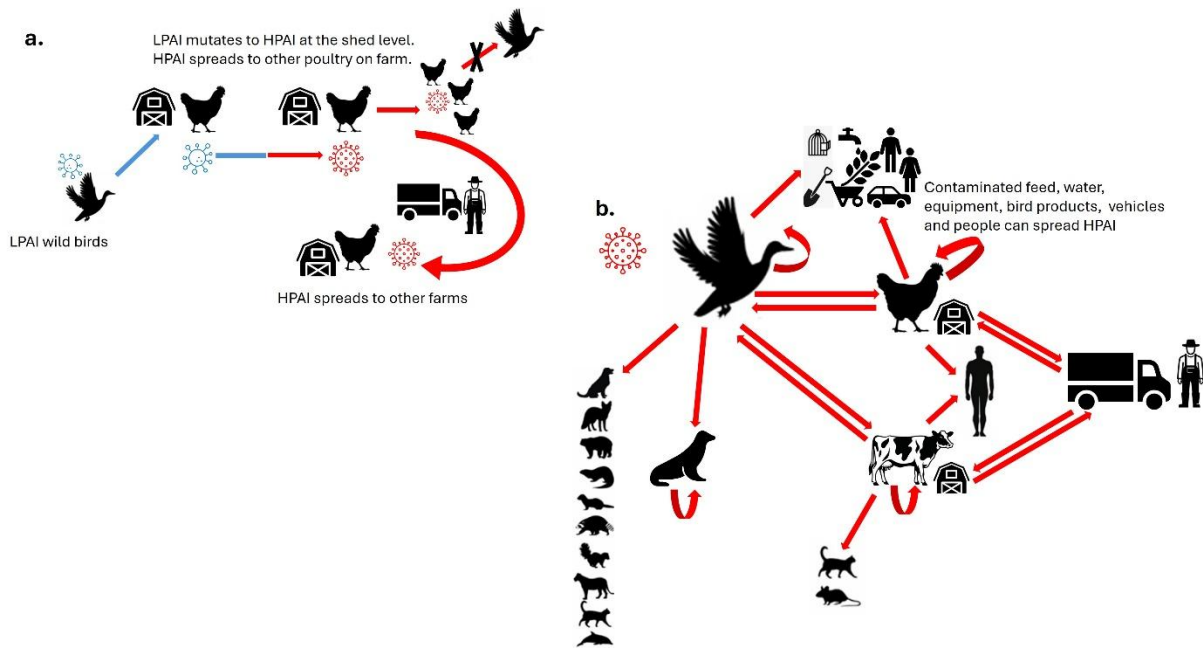 a.
LPAI mutates to HPAI at the shed level.
HPAI spreads to other poultry on farm.
LPAI wild birds
HPAI spreads to other farms
b.
Contaminated feed, water,
equipment, bird products, vehicles
and people can spread HPAI